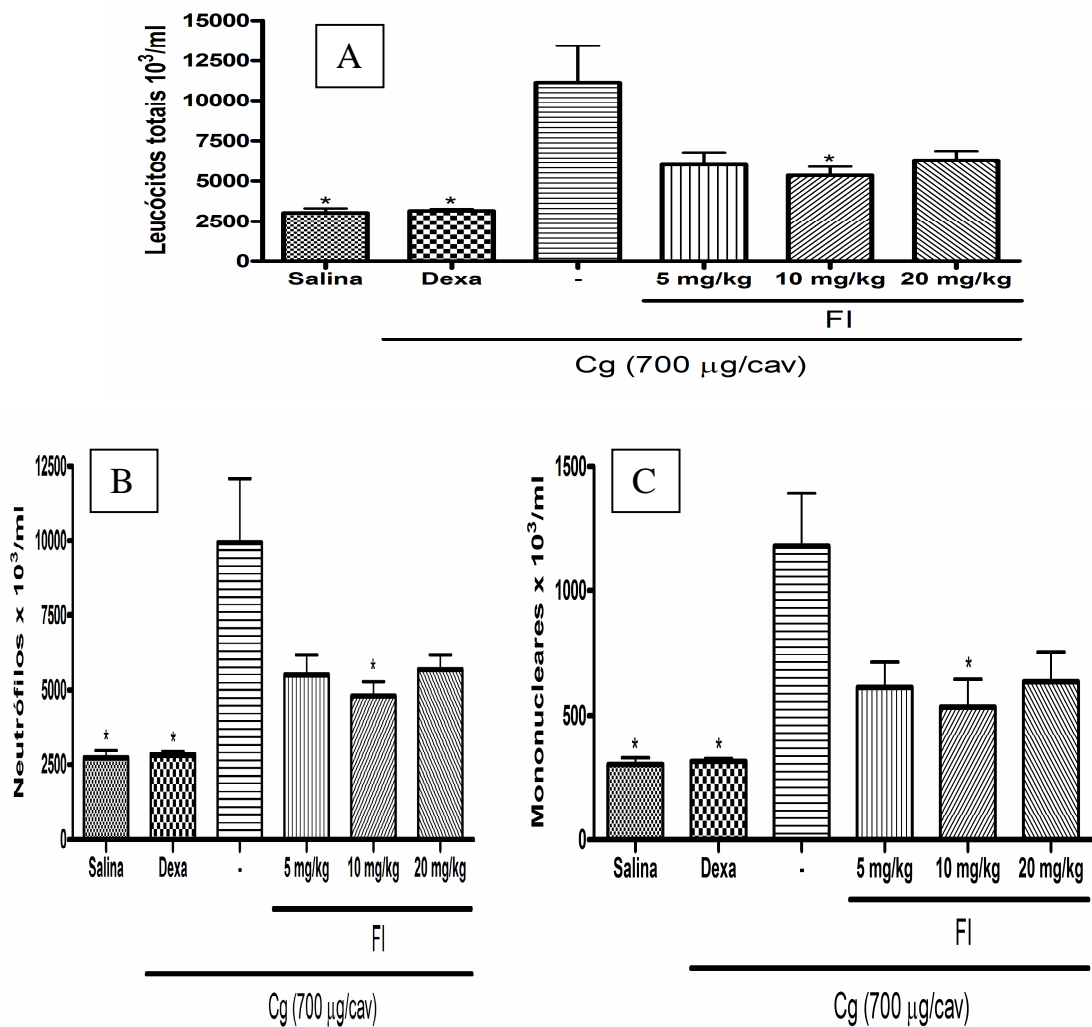 A
Leucócitos totais 10³/ml
15000
12500
10000
7500
5000
2500
0
* * *
Salina Dexa - 5 mg/kg 10 mg/kg 20 mg/kg
FI
Cg (700 μg/cav)
B
Neutrófilos x 10³/ml
12500
10000
7500
5000
2500
0
* * *
Salina Dexa - 5 mg/kg 10 mg/kg 20 mg/kg
FI
Cg (700 μg/cav)
C
Mononucleares x 10³/ml
1500
1000
500
0
* * *
Salina Dexa - 5 mg/kg 10 mg/kg 20 mg/kg
FI
Cg (700 μg/cav)